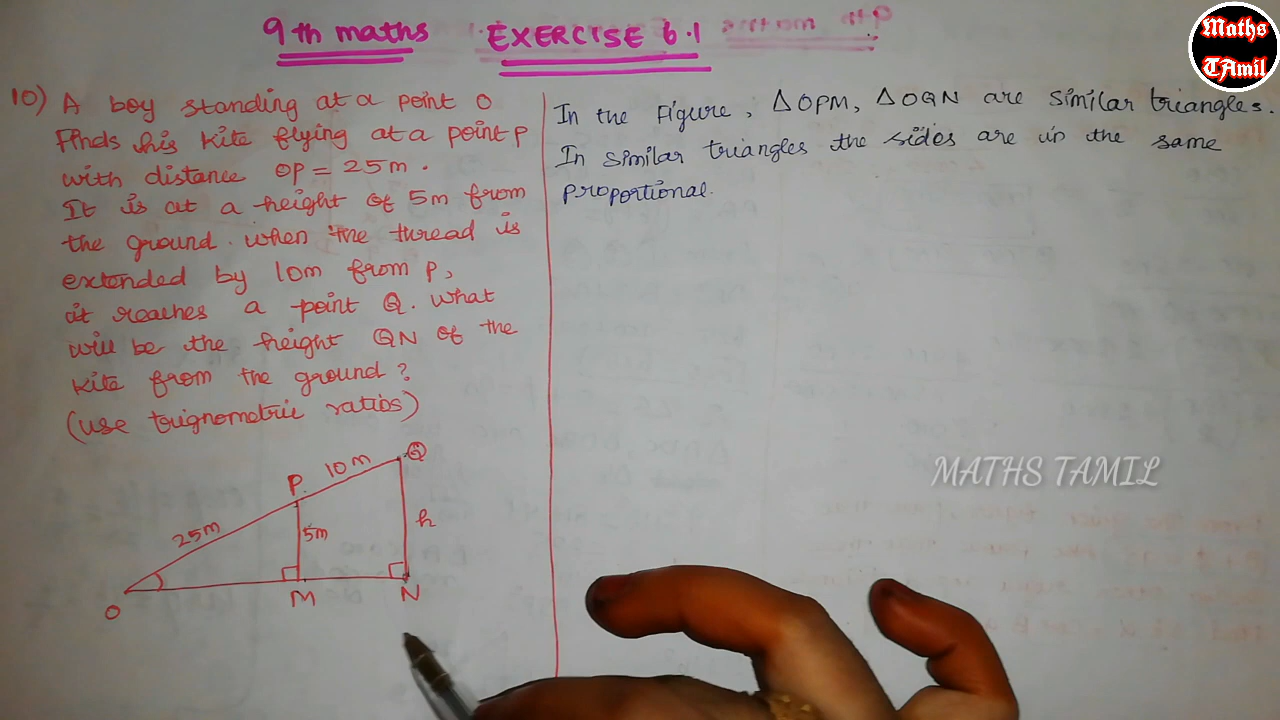 9th maths EXERCISE 6.1
Maths
TAmil
10) A boy standing at a point O
Finds his kite flying at a point P
with distance OP = 25m.
It is at a height of 5m from
the ground. when the thread is
extended by 10m from P,
it reaches a point Q. what
will be the height QN of the
kite from the ground?
(use trignometric ratios)
Q
10m
P
25m
5m
h
O
M
N
In the Figure, △OPM, △OQN are similar triangles.
In similar triangles the sides are in the same
proportional.
MATHS TAMIL